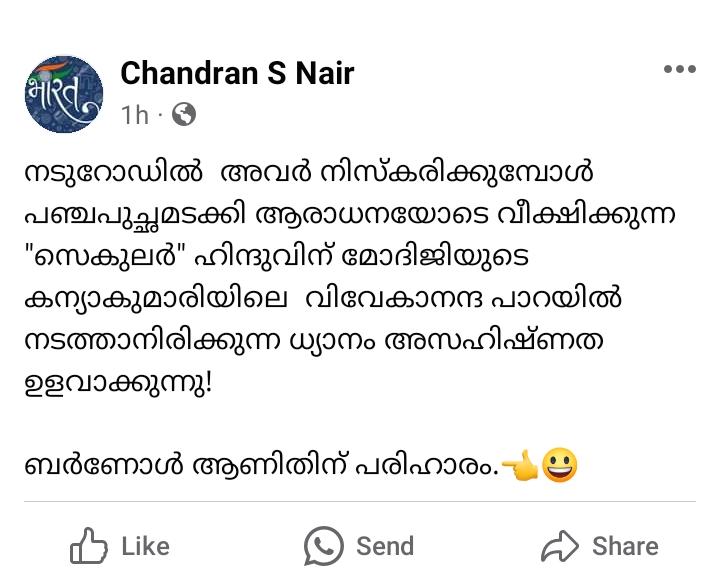 भारत
Chandran S Nair
1h ·
നടുറോഡിൽ അവർ നിസ്കരിക്കുമ്പോൾ
പഞ്ചപുച്ഛമടക്കി ആരാധനയോടെ വീക്ഷിക്കുന്ന
"സെകുലർ" ഹിന്ദുവിന് മോദിജിയുടെ
കന്യാകുമാരിയിലെ വിവേകാനന്ദ പാറയിൽ
നടത്താനിരിക്കുന്ന ധ്യാനം അസഹിഷ്ണത
ഉളവാക്കുന്നു!
ബർണോൾ ആണിതിന് പരിഹാരം.👈😀
Like Send Share